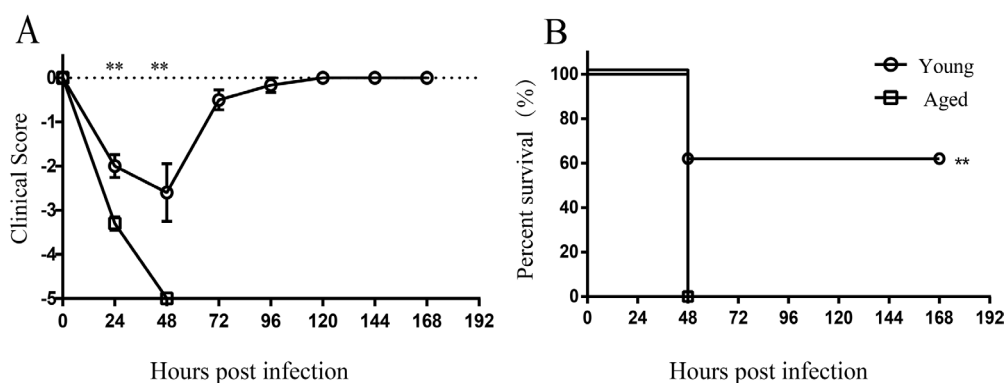 A
** **
0
-1
-2
-3
-4
-5
Clinical Score
0 24 48 72 96 120 144 168 192
Hours post infection
B
100
80
60
40
20
0
Percent survival (%)
Young
Aged
**
0 24 48 72 96 120 144 168 192
Hours post infection